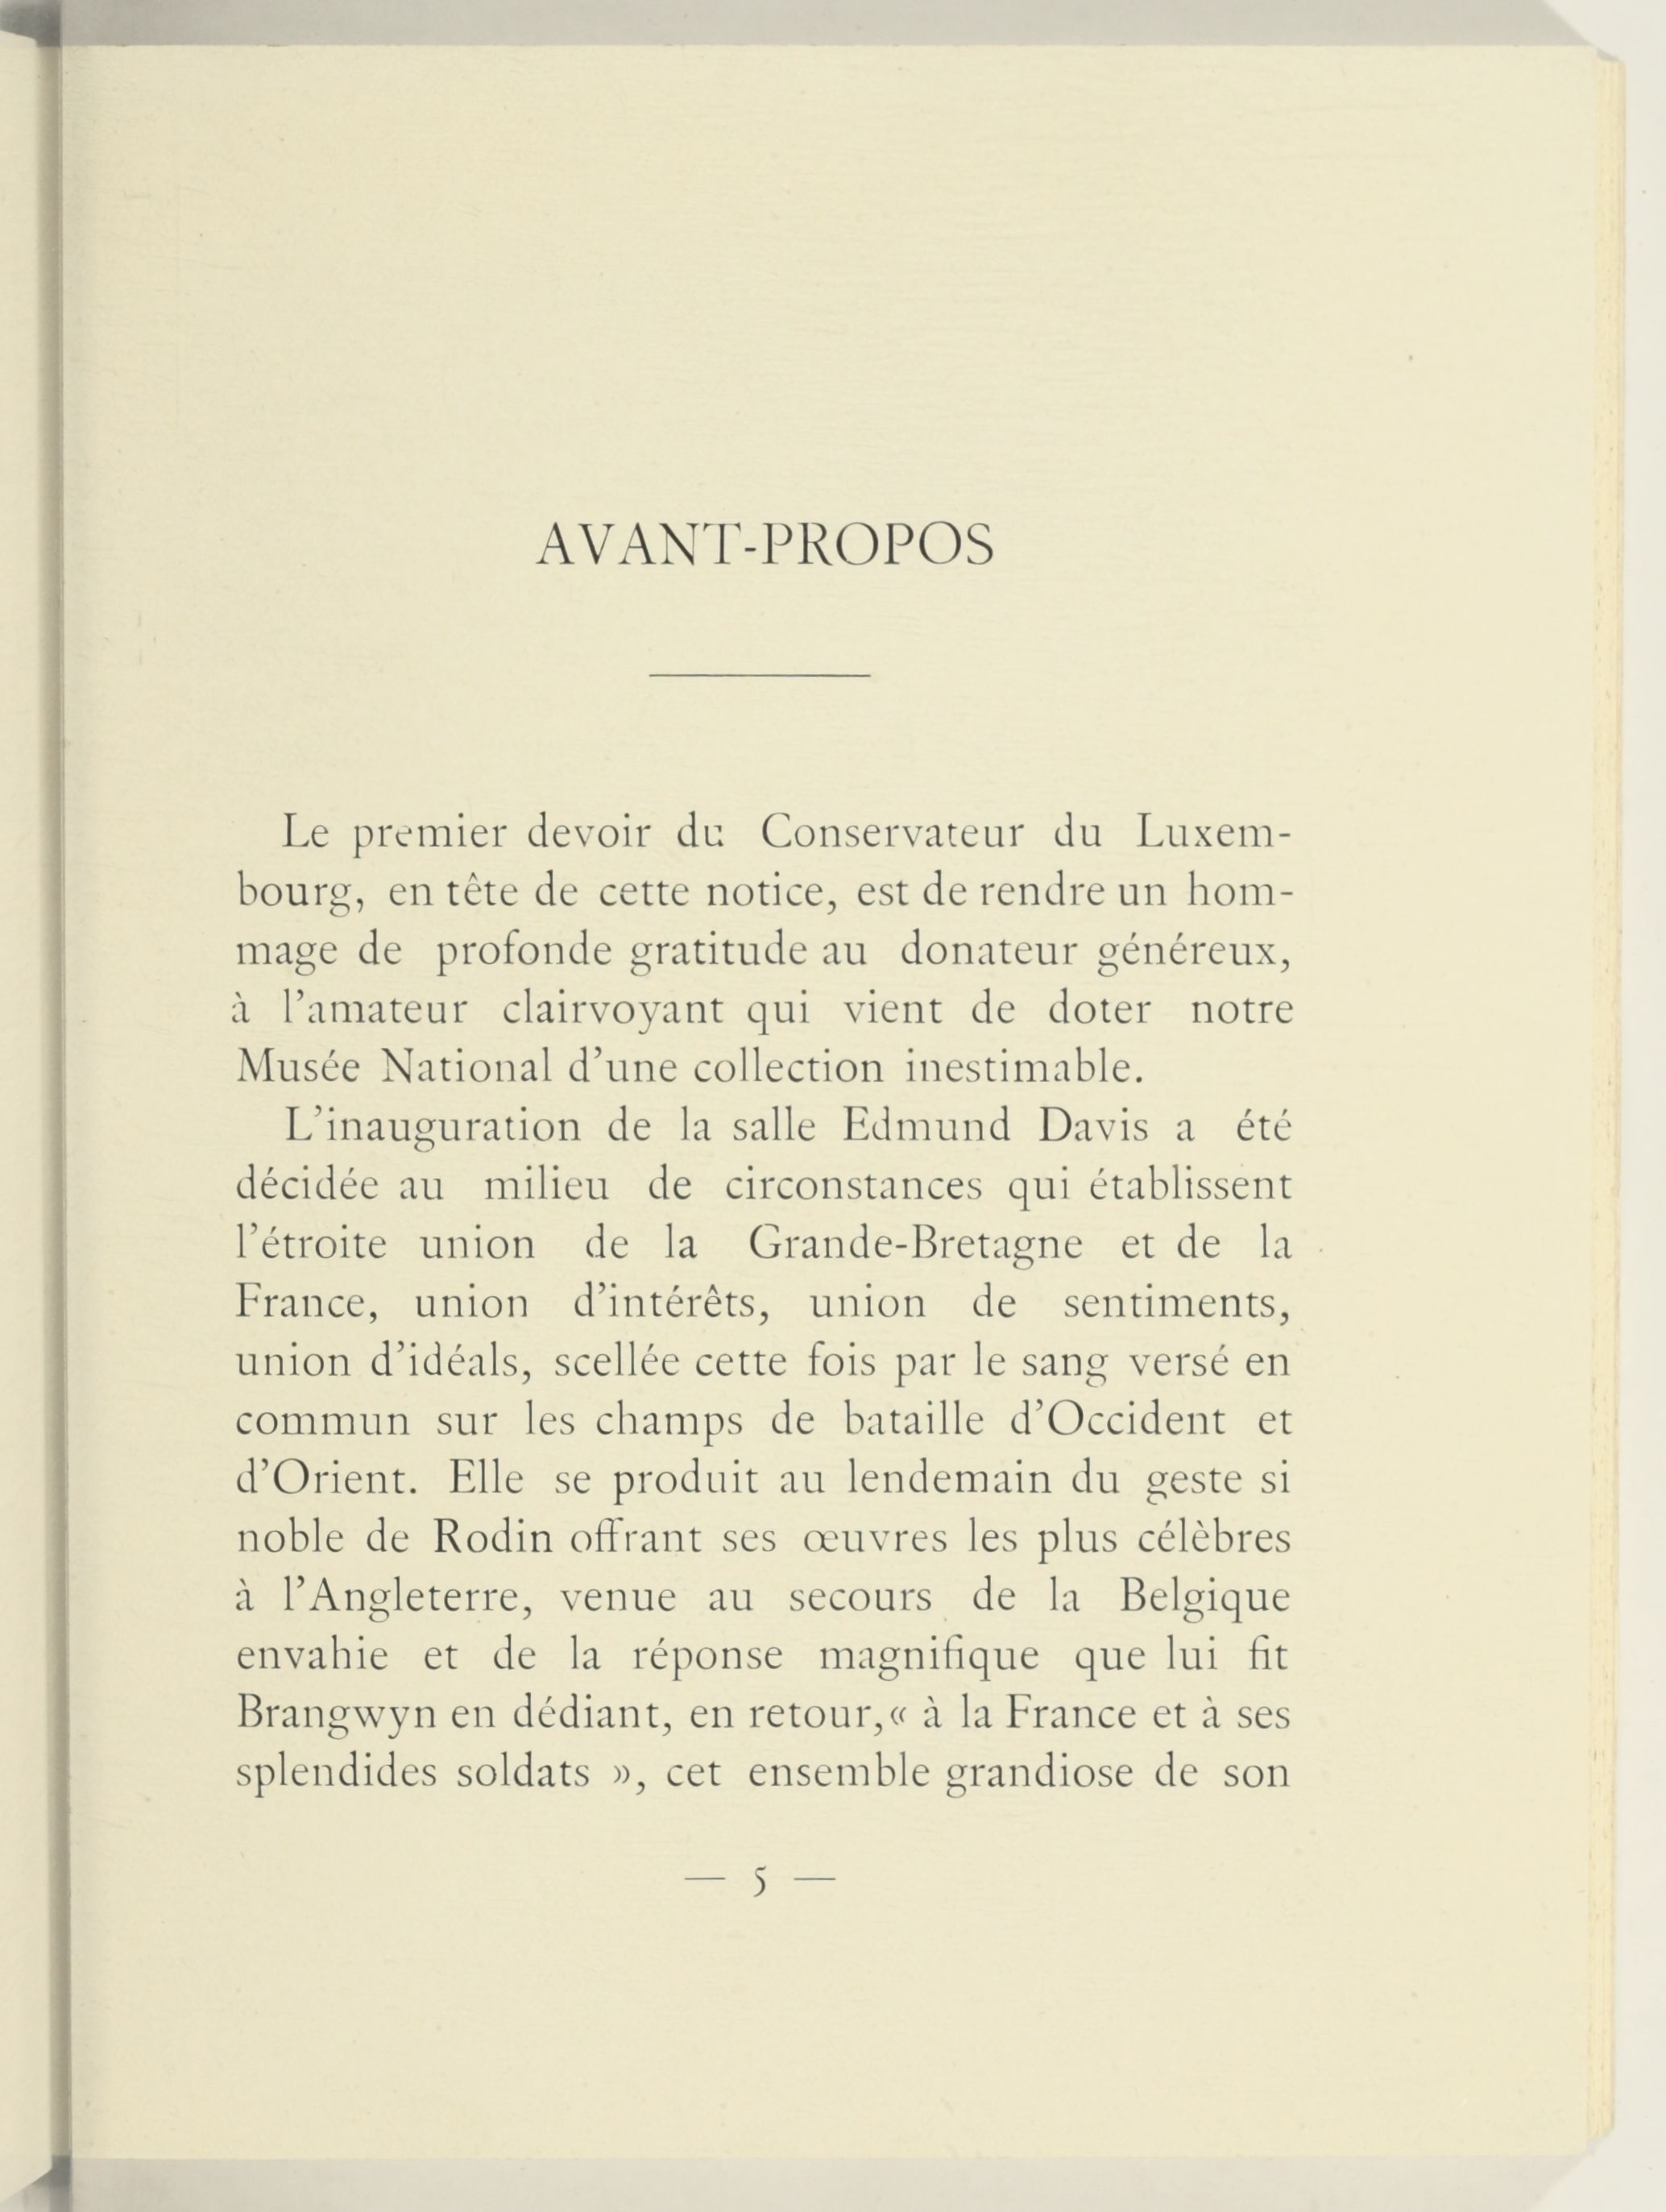 AVANT-PROPOS
Le premier devoir du Conservateur du Luxem-
bourg, en tête de cette notice, est de rendre un hom-
mage de profonde gratitude au donateur généreux,
à l'amateur clairvoyant qui vient de doter notre
Musée National d'une collection inestimable.
L'inauguration de la salle Edmund Davis a été
décidée au milieu de circonstances qui établissent
l'étroite union de la Grande-Bretagne et de la
France, union d'intérêts, union de sentiments,
union d'idéals, scellée cette fois par le sang versé en
commun sur les champs de bataille d'Occident et
d'Orient. Elle se produit au lendemain du geste si
noble de Rodin offrant ses œuvres les plus célèbres
à l'Angleterre, venue au secours de la Belgique
envahie et de la réponse magnifique que lui fit
Brangwyn en dédiant, en retour,« à la France et à ses
splendides soldats », cet ensemble grandiose de son
— 5 —